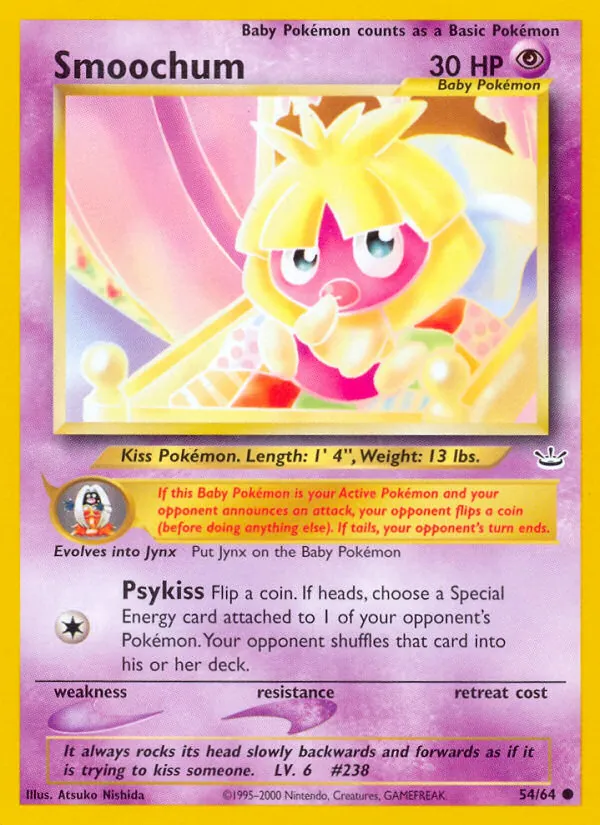 Baby Pokémon counts as a Basic Pokémon
Smoochum
30 HP
Baby Pokémon
Kiss Pokémon. Length: 1' 4", Weight: 13 lbs.
If this Baby Pokémon is your Active Pokémon and your
opponent announces an attack, your opponent flips a coin
(before doing anything else). If tails, your opponent's turn ends.
Evolves into Jynx Put Jynx on the Baby Pokémon
Psykiss Flip a coin. If heads, choose a Special
Energy card attached to 1 of your opponent's
Pokémon. Your opponent shuffles that card into
his or her deck.
weakness resistance retreat cost
It always rocks its head slowly backwards and forwards as if it
is trying to kiss someone. LV. 6 #238
Illus. Atsuko Nishida ©1995-2000 Nintendo, Creatures, GAMEFREAK. 54/64